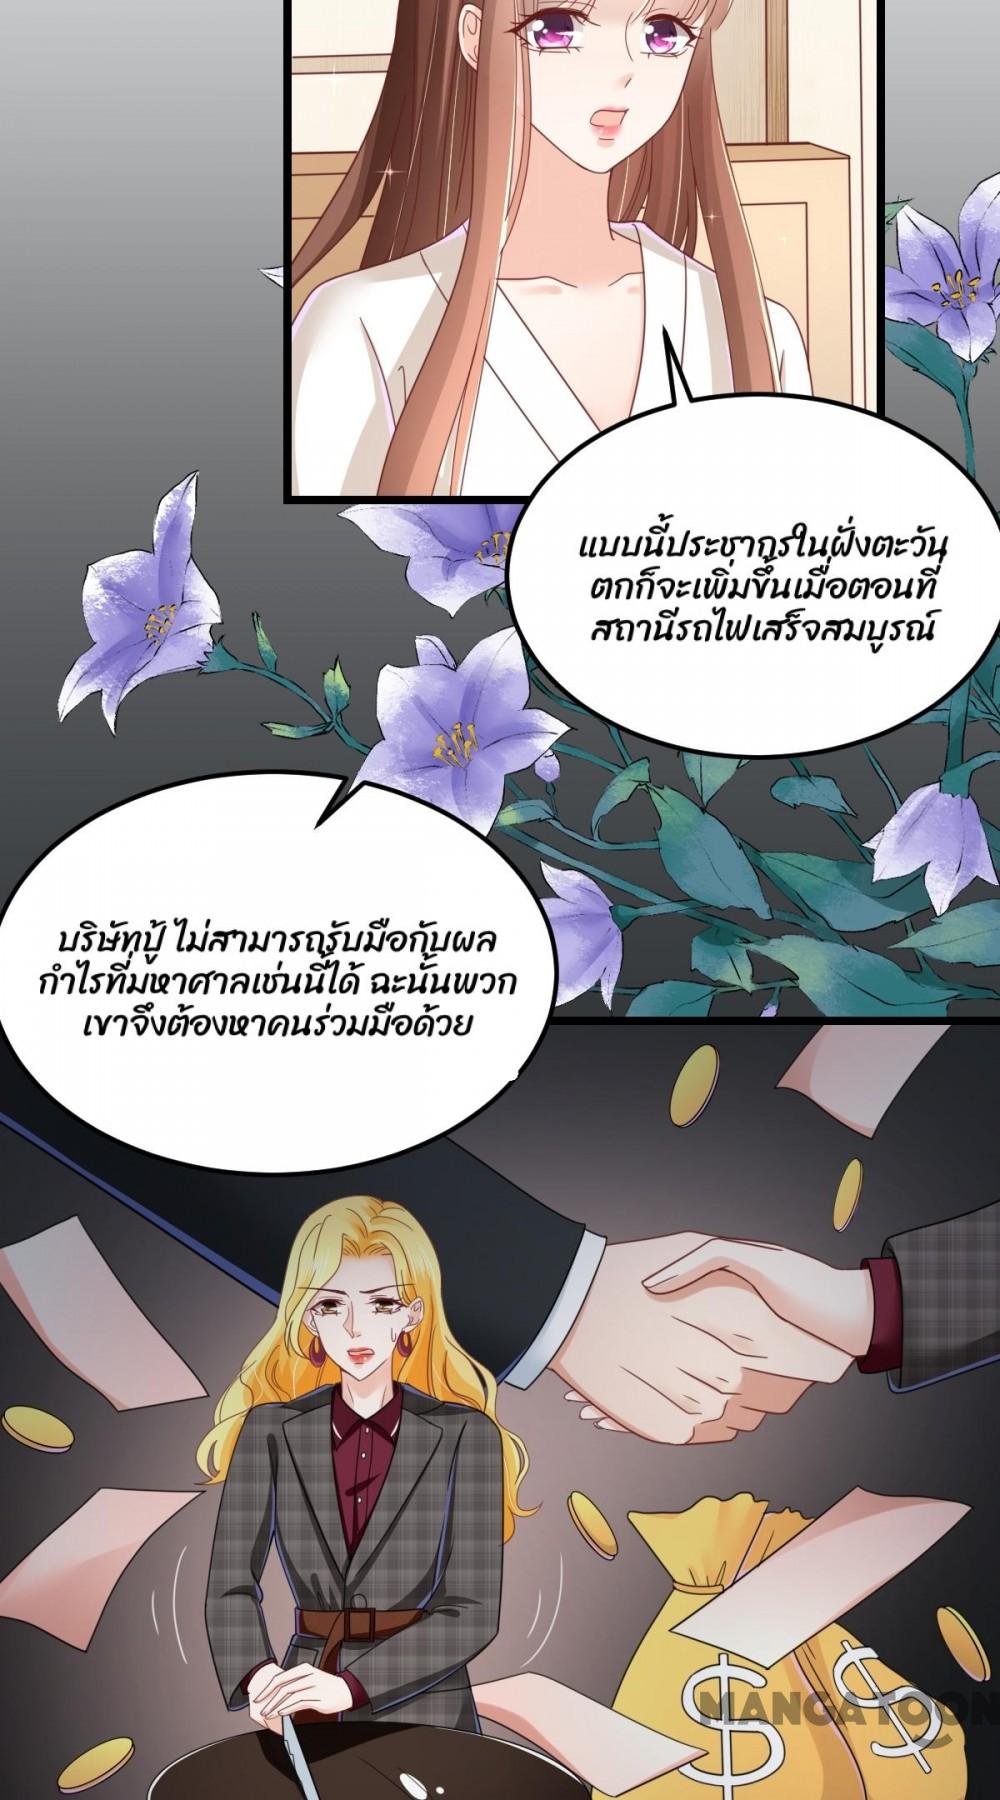 แบบนี้ประชากรในฝั่งตะวัน
ตกก็จะเพิ่มขึ้นเมื่อตอนที่
สถานีรถไฟเสร็จสมบูรณ์
บริษัทปู้ ไม่สามารถรับมือกับผล
กำไรที่มหาศาลเช่นนี้ได้ ฉะนั้นพวก
เขาจึงต้องหาคนร่วมมือด้วย
$ $
MANGATOON